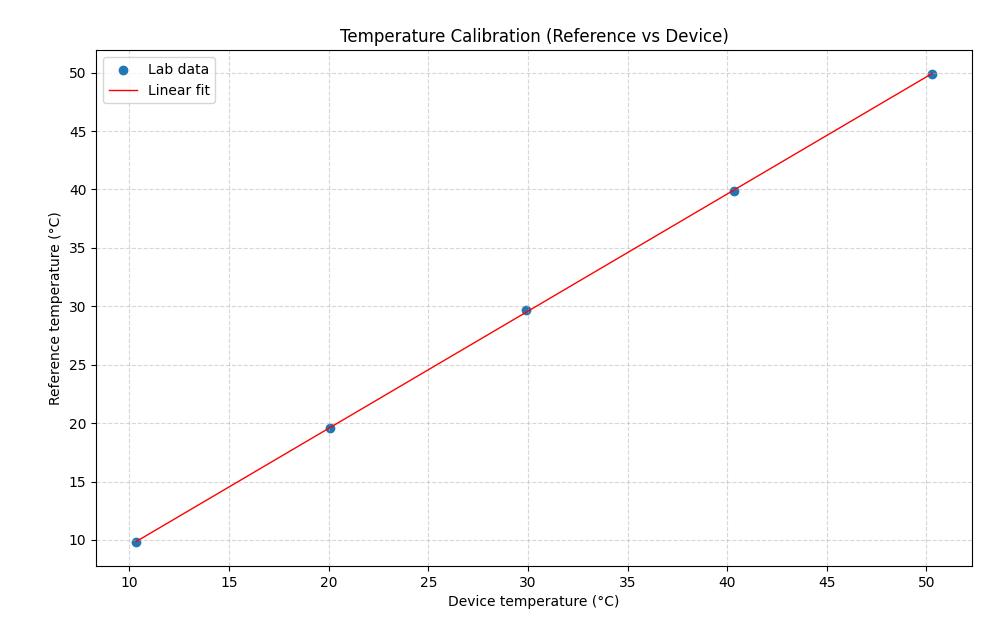 Temperature Calibration (Reference vs Device)
Lab data
Linear fit
50
45
40
35
30
25
20
15
10
Reference temperature (°C)
10 15 20 25 30 35 40 45 50
Device temperature (°C)